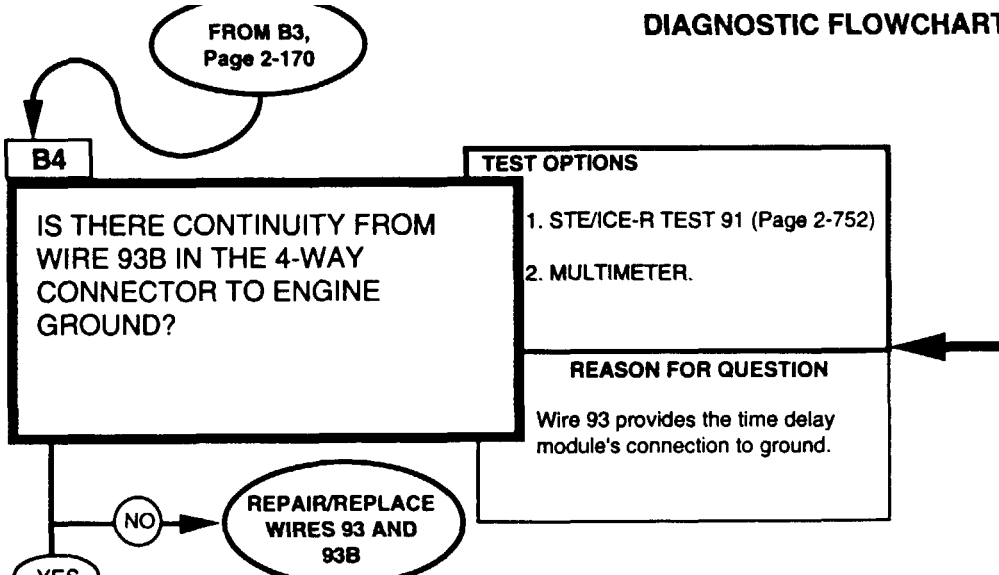 DIAGNOSTIC FLOWCHART
FROM B3,
Page 2-170
B4
IS THERE CONTINUITY FROM
WIRE 93B IN THE 4-WAY
CONNECTOR TO ENGINE
GROUND?
TEST OPTIONS
1. STE/ICE-R TEST 91 (Page 2-752)
2. MULTIMETER.
REASON FOR QUESTION
Wire 93 provides the time delay
module's connection to ground.
NO
REPAIR/REPLACE
WIRES 93 AND
93B
YES